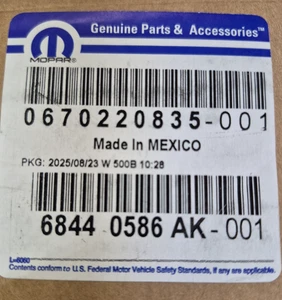 Genuine Parts & Accessories™
MOPAR®
0670220835-001
Made In MEXICO
PKG: 2025/08/23 W 500B 10:28
6844 0586 AK-001
L=6060
Contents conform to U.S. Federal Motor Vehicle Safety Standards, if any are applicable.